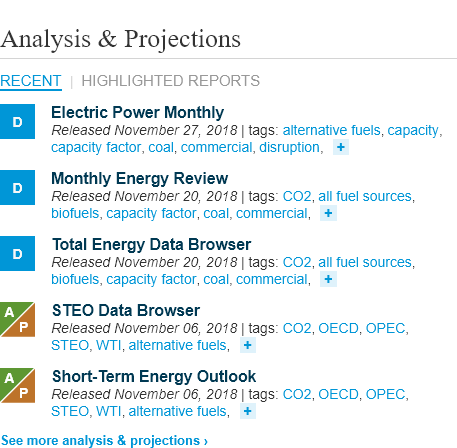 Analysis & Projections
RECENT | HIGHLIGHTED REPORTS
D
Electric Power Monthly
Released November 27, 2018 | tags: alternative fuels, capacity,
capacity factor, coal, commercial, disruption, +
D
Monthly Energy Review
Released November 20, 2018 | tags: CO2, all fuel sources,
biofuels, capacity factor, coal, commercial, +
D
Total Energy Data Browser
Released November 20, 2018 | tags: CO2, all fuel sources,
biofuels, capacity factor, coal, commercial, +
A P
STEO Data Browser
Released November 06, 2018 | tags: CO2, OECD, OPEC,
STEO, WTI, alternative fuels, +
A P
Short-Term Energy Outlook
Released November 06, 2018 | tags: CO2, OECD, OPEC,
STEO, WTI, alternative fuels, +
See more analysis & projections ›